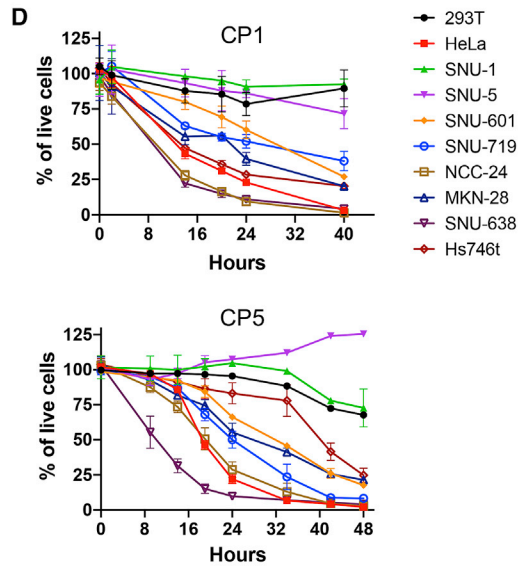 D
CP1
% of live cells
125
100
75
50
25
0
0 8 16 24 32 40
Hours
293T
HeLa
SNU-1
SNU-5
SNU-601
SNU-719
NCC-24
MKN-28
SNU-638
Hs746t
CP5
% of live cells
125
100
75
50
25
0
0 8 16 24 32 40 48
Hours